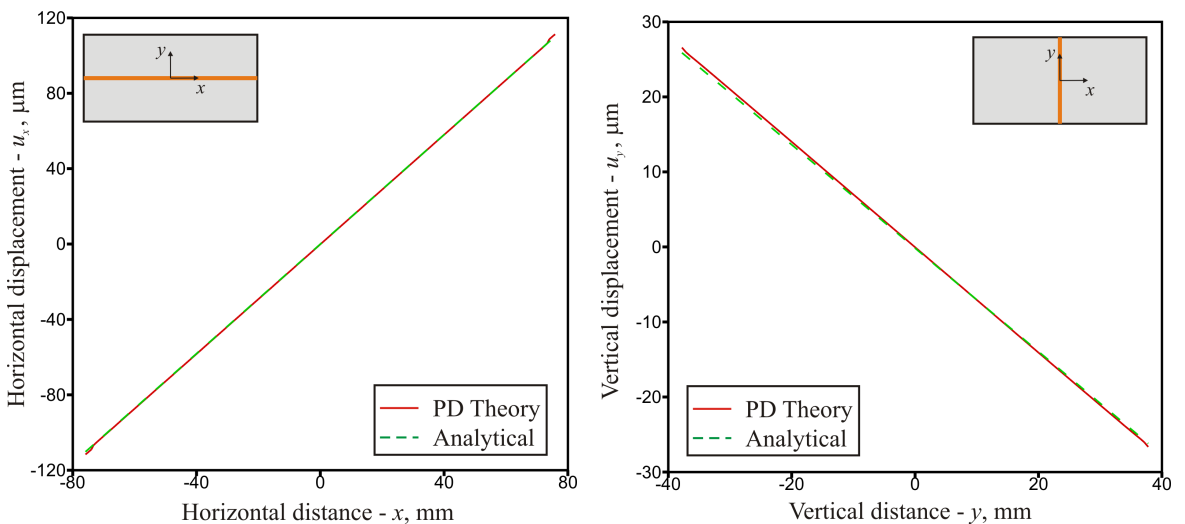 120
80
40
0
-40
-80
-120
-80
-40
0
40
80
Horizontal displacement - uₓ, μm
Horizontal distance - x, mm
y
x
PD Theory
Analytical
30
20
10
0
-10
-20
-30
-40
-20
0
20
40
Vertical displacement - u_y, μm
Vertical distance - y, mm
y
x
PD Theory
Analytical